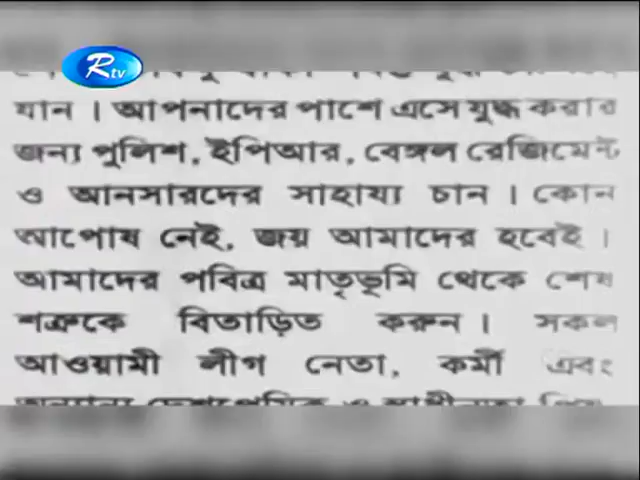 Rtv
যান । আপনাদের পাশে এসে যুদ্ধ করার
জন্য পুলিশ, ইপিআর, বেঙ্গল রেজিমেন্ট
ও আনসারদের সাহায্য চান । কোন
আপোষ নেই, জয় আমাদের হবেই ।
আমাদের পবিত্র মাতৃভূমি থেকে শেষ
শত্রুকে বিতাড়িত করুন । সকল
আওয়ামী লীগ নেতা, কর্মী এবং